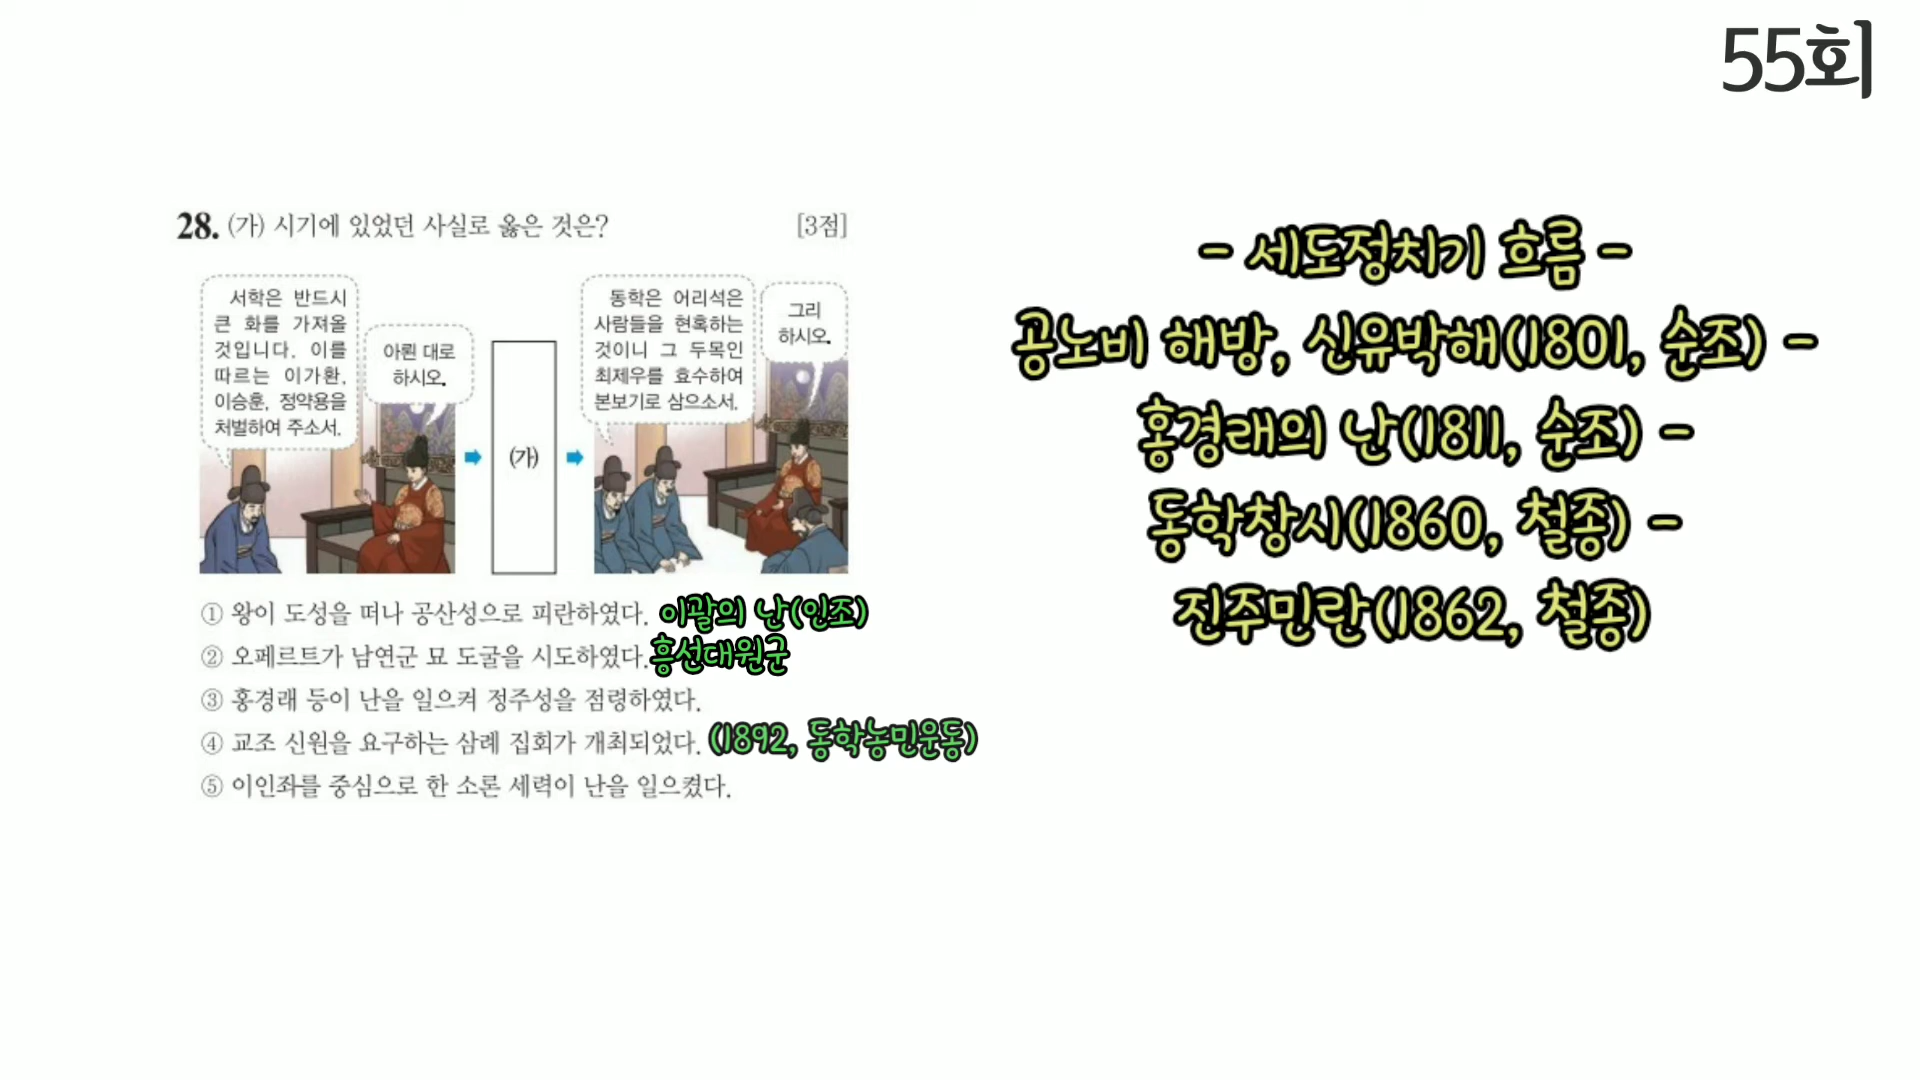 55회
28. (가) 시기에 있었던 사실로 옳은 것은? [3점]
서학은 반드시
큰 화를 가져올
것입니다. 이를
따르는 이가환,
이승훈, 정약용을
처벌하여 주소서.
아뢴 대로
하시오.
(가)
동학은 어리석은
사람들을 현혹하는
것이니 그 두목인
최제우를 효수하여
본보기로 삼으소서.
그리
하시오.
① 왕이 도성을 떠나 공산성으로 피란하였다. 이괄의 난(인조)
② 오페르트가 남연군 묘 도굴을 시도하였다. 흥선대원군
③ 홍경래 등이 난을 일으켜 정주성을 점령하였다.
④ 교조 신원을 요구하는 삼례 집회가 개최되었다. (1892, 동학농민운동)
⑤ 이인좌를 중심으로 한 소론 세력이 난을 일으켰다.
- 세도정치기 흐름 -
공노비 해방, 신유박해(1801, 순조) -
홍경래의 난(1811, 순조) -
동학창시(1860, 철종) -
진주민란(1862, 철종)